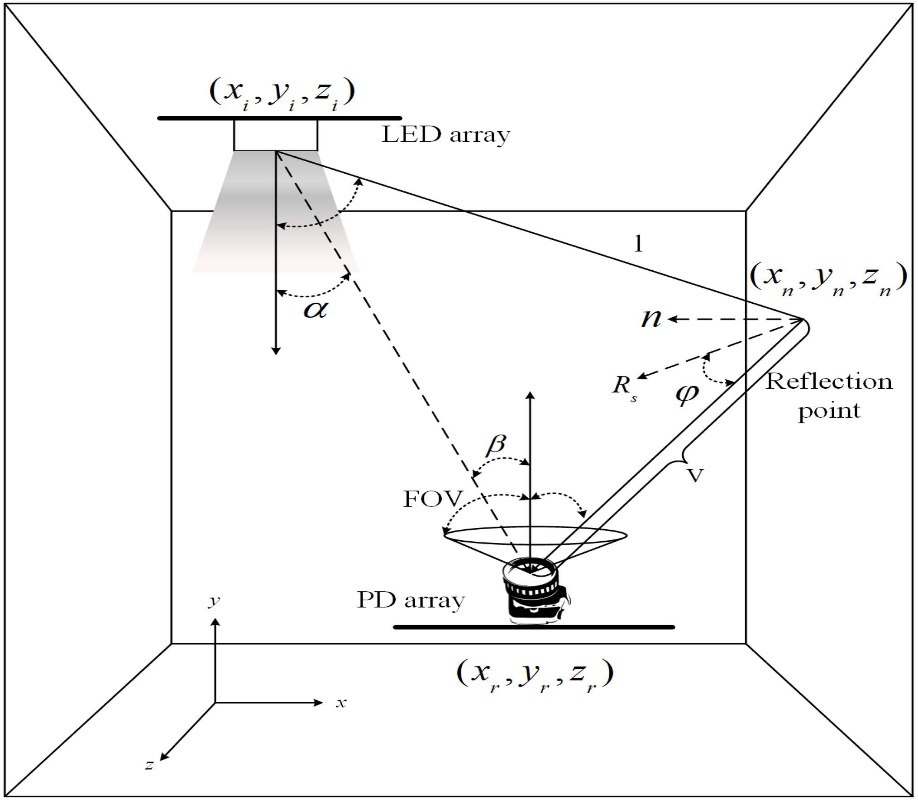 (x_i, y_i, z_i)
LED array
l
(x_n, y_n, z_n)
n
α
R_s
φ
Reflection
point
β
V
FOV
PD array
(x_r, y_r, z_r)
y
x
z